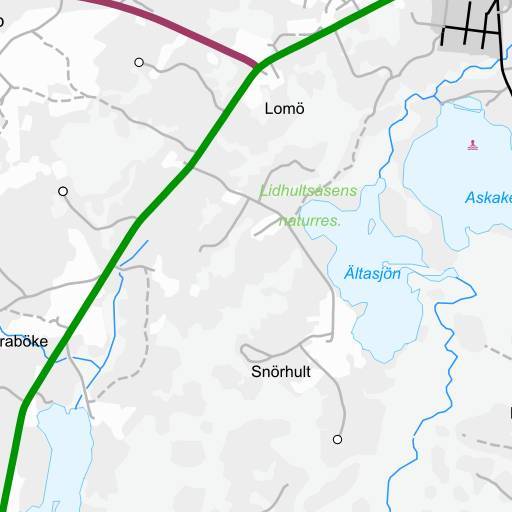 Lomö
Lidhultsåsens
naturres.
Askake
Ältasjön
raböke
Snörhult